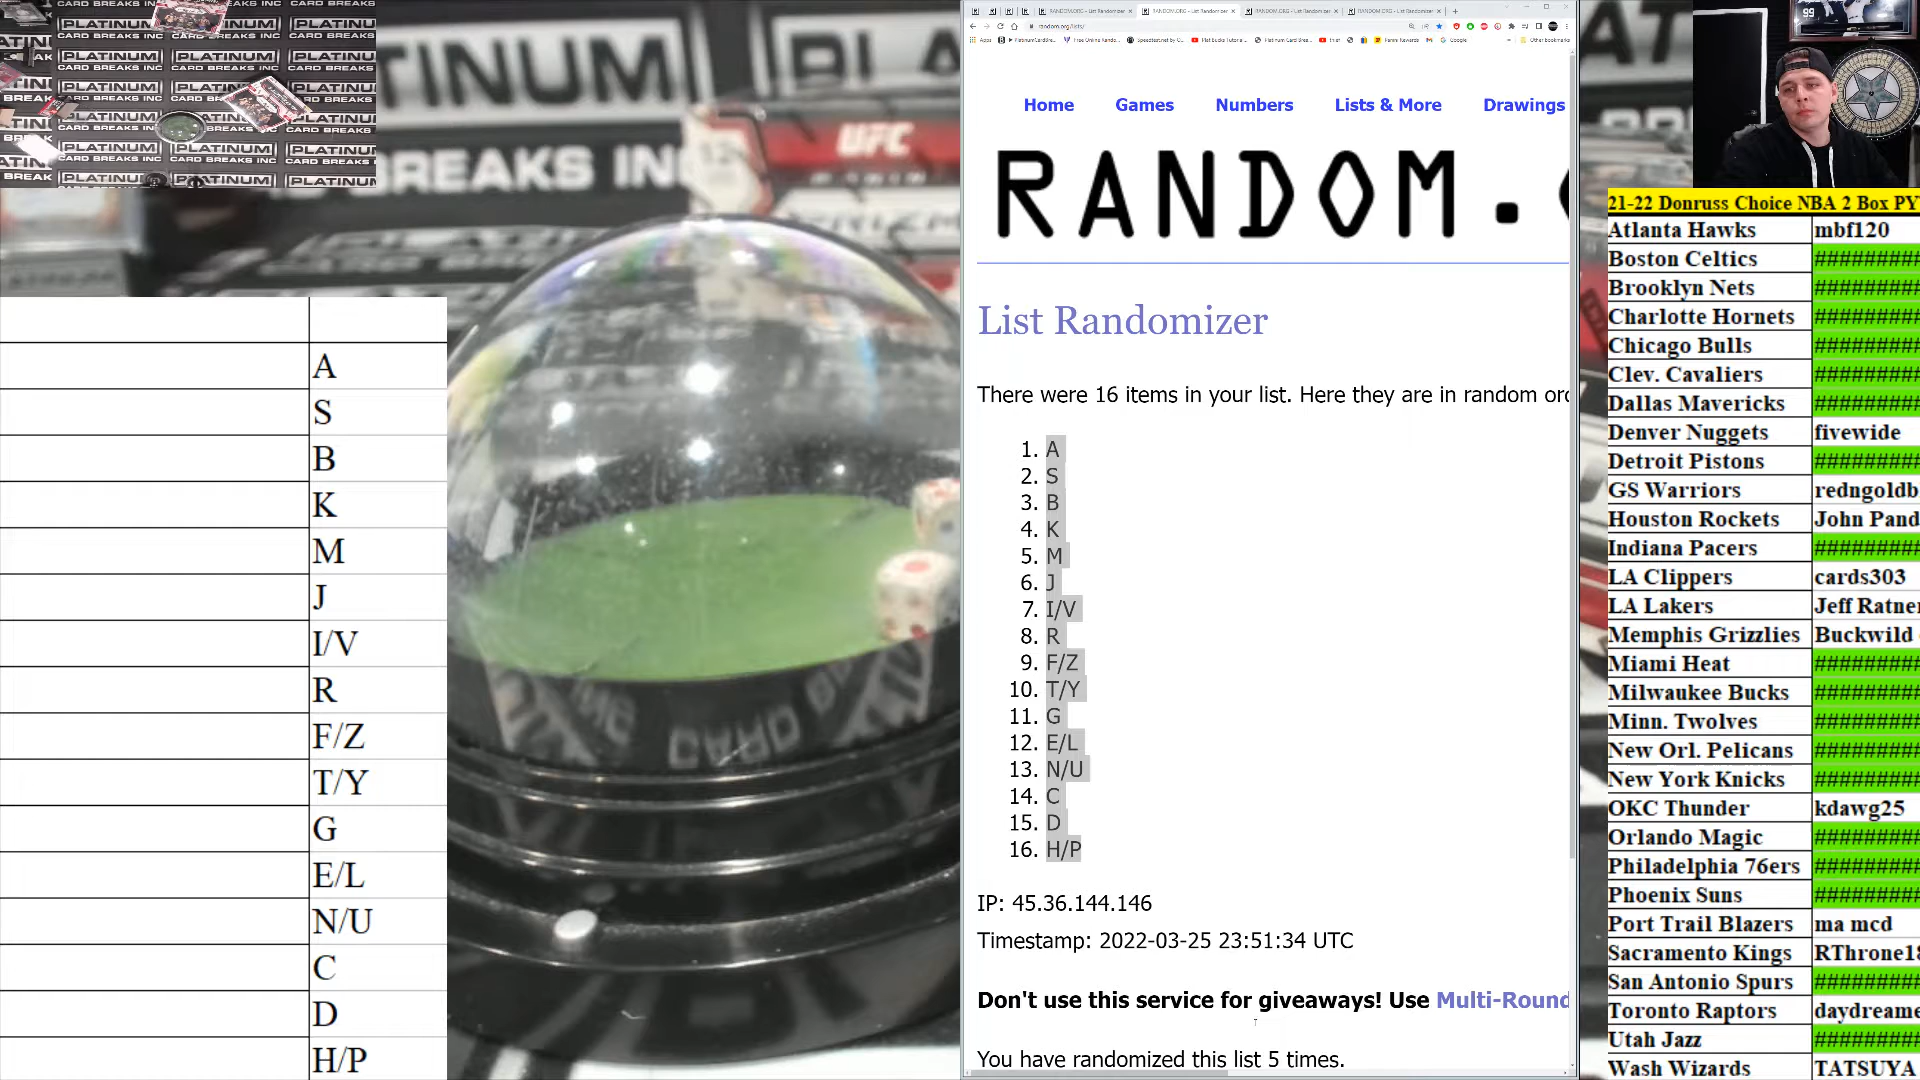 PLATINUM
CARD BREAKS INC
PLATINUM
BREAKS INC
UFC
A
S
B
K
M
J
I/V
R
F/Z
T/Y
G
E/L
N/U
C
D
H/P
CARD
Home Games Numbers Lists & More Drawings
RANDOM.
List Randomizer
There were 16 items in your list. Here they are in random
1. A
2. S
3. B
4. K
5. M
6. J
7. I/V
8. R
9. F/Z
10. T/Y
11. G
12. E/L
13. N/U
14. C
15. D
16. H/P
IP: 45.36.144.146
Timestamp: 2022-03-25 23:51:34 UTC
Don't use this service for giveaways! Use Multi-Round
You have randomized this list 5 times.
99
21-22 Donruss Choice NBA 2 Box PY
Atlanta Hawks mbf120
Boston Celtics #########
Brooklyn Nets #########
Charlotte Hornets #########
Chicago Bulls #########
Clev. Cavaliers #########
Dallas Mavericks #########
Denver Nuggets fivewide
Detroit Pistons #########
GS Warriors redngoldb
Houston Rockets John Pand
Indiana Pacers #########
LA Clippers cards303
LA Lakers Jeff Ratner
Memphis Grizzlies Buckwild
Miami Heat #########
Milwaukee Bucks #########
Minn. Twolves #########
New Orl. Pelicans #########
New York Knicks #########
OKC Thunder kdawg25
Orlando Magic #########
Philadelphia 76ers #########
Phoenix Suns #########
Port Trail Blazers ma mcd
Sacramento Kings RThrone18
San Antonio Spurs #########
Toronto Raptors daydreame
Utah Jazz #########
Wash Wizards TATSUYA